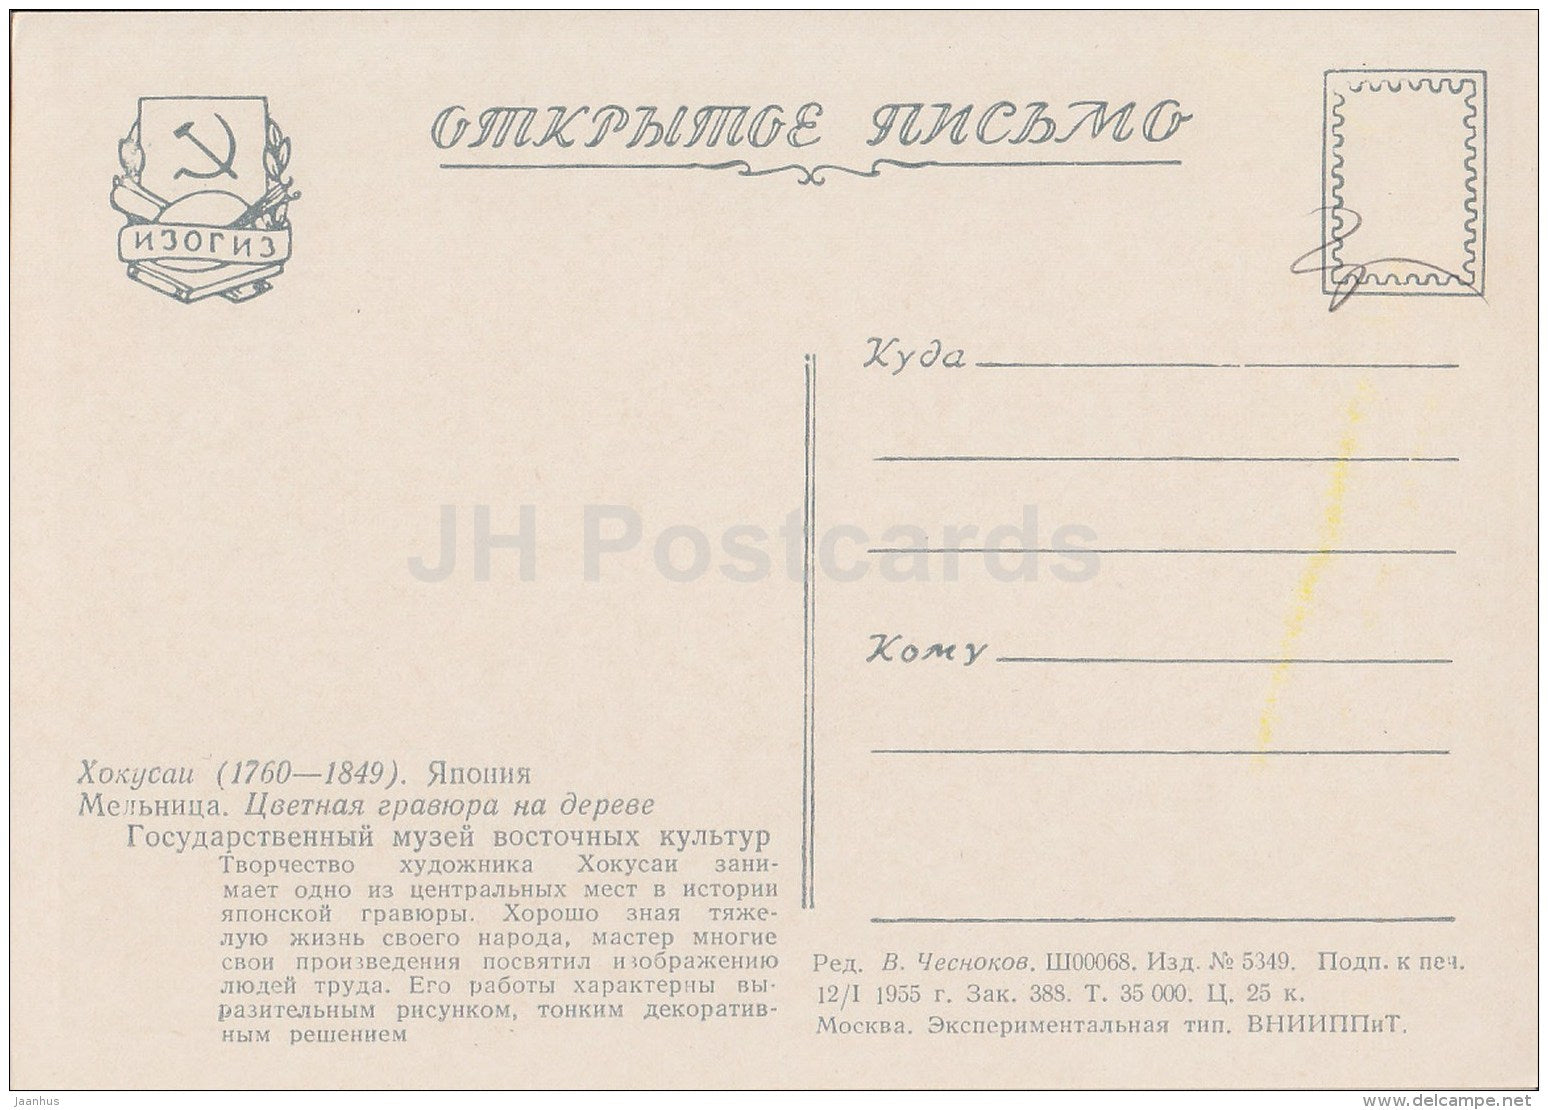 ОТКРЫТОЕ ПИСЬМО
ИЗОГИЗ
Куда
Кому
JH Postcards
Хокусаи (1760—1849). Япония
Мельница. Цветная гравюра на дереве
Государственный музей восточных культур
Творчество художника Хокусаи зани-
мает одно из центральных мест в истории
японской гравюры. Хорошо зная тяже-
лую жизнь своего народа, мастер многие
свои произведения посвятил изображению
людей труда. Его работы характерны вы-
разительным рисунком, тонким декоратив-
ным решением
Ред. В. Чесноков. Ш00068. Изд. № 5349. Подп. к печ.
12/I 1955 г. Зак. 388. Т. 35 000. Ц. 25 к.
Москва. Экспериментальная тип. ВНИИППиТ.
Jaanhus
www.delcampe.net